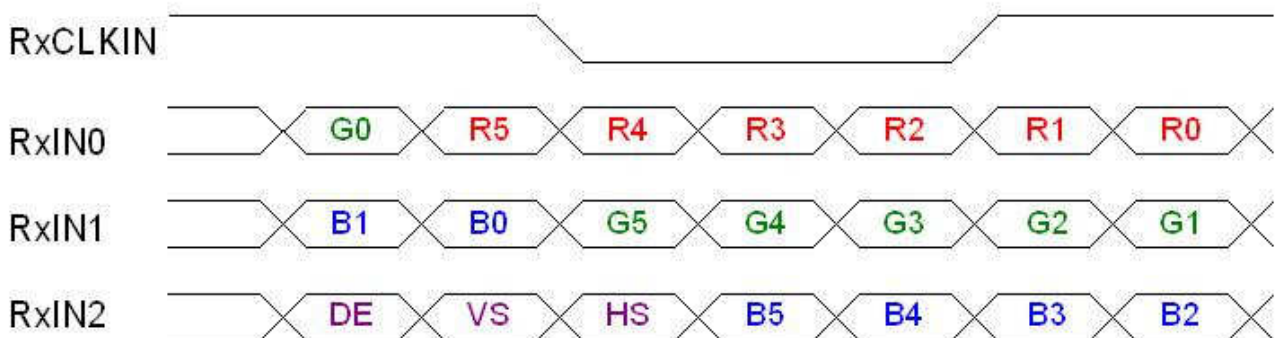 RxCLKIN
RxIN0 G0 R5 R4 R3 R2 R1 R0
RxIN1 B1 B0 G5 G4 G3 G2 G1
RxIN2 DE VS HS B5 B4 B3 B2